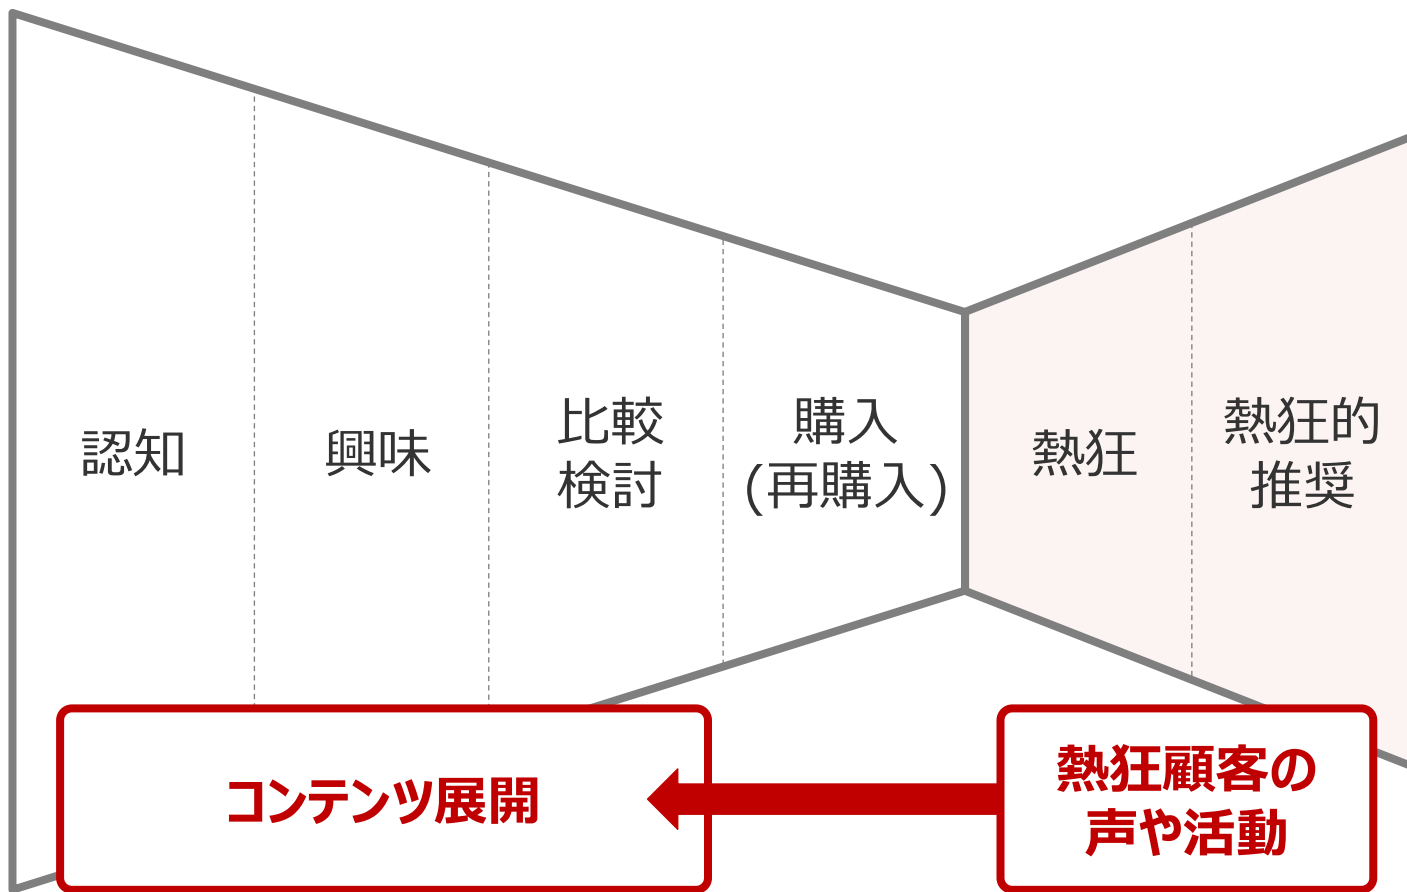 認知
興味
比較
検討
購入
(再購入)
熱狂
熱狂的
推奨
コンテンツ展開
熱狂顧客の
声や活動